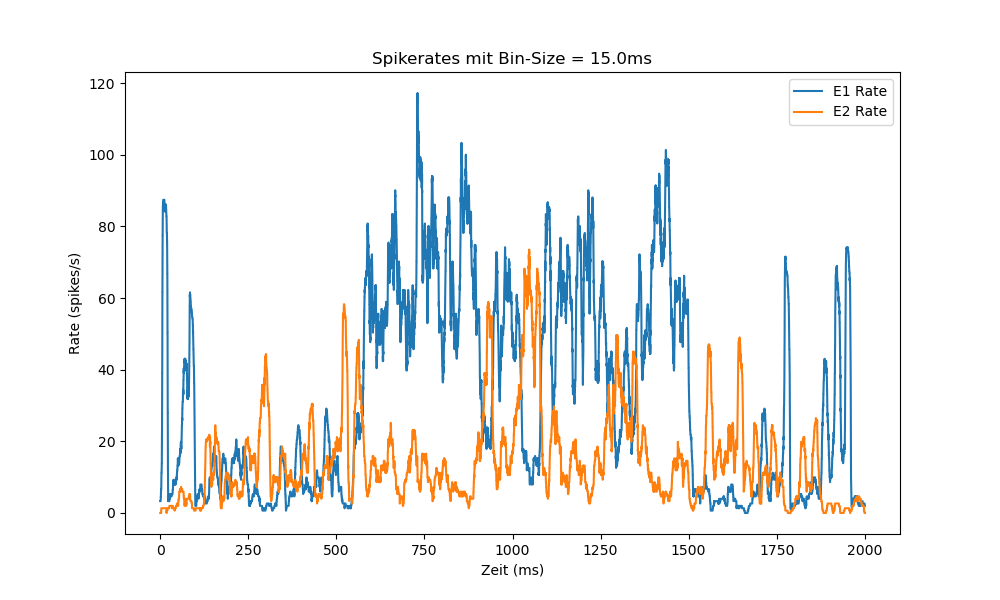 Spikerates mit Bin-Size = 15.0ms
E1 Rate
E2 Rate
Rate (spikes/s)
120
100
80
60
40
20
0
0 250 500 750 1000 1250 1500 1750 2000
Zeit (ms)